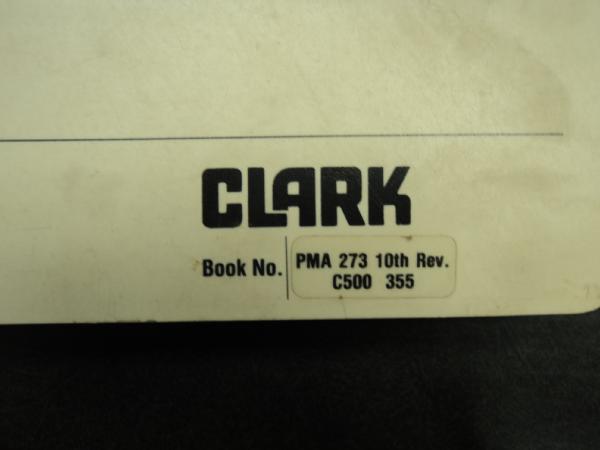 CLARK
Book No. PMA 273 10th Rev.
C500 355